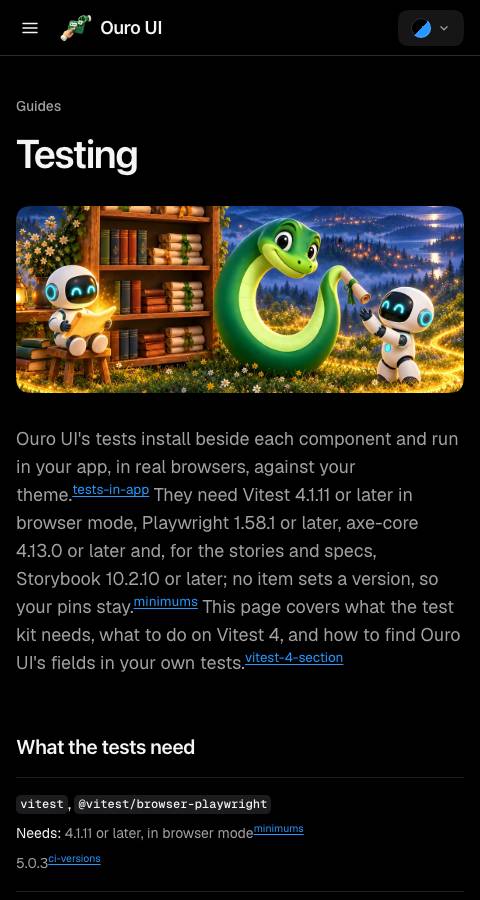 Ouro UI
Guides
Testing
Ouro UI's tests install beside each component and run
in your app, in real browsers, against your
theme.tests-in-app They need Vitest 4.1.11 or later in
browser mode, Playwright 1.58.1 or later, axe-core
4.13.0 or later and, for the stories and specs,
Storybook 10.2.10 or later; no item sets a version, so
your pins stay.minimums This page covers what the test
kit needs, what to do on Vitest 4, and how to find Ouro
UI's fields in your own tests.vitest-4-section
What the tests need
vitest, @vitest/browser-playwright
Needs: 4.1.11 or later, in browser modeminimums
5.0.3ci-versions